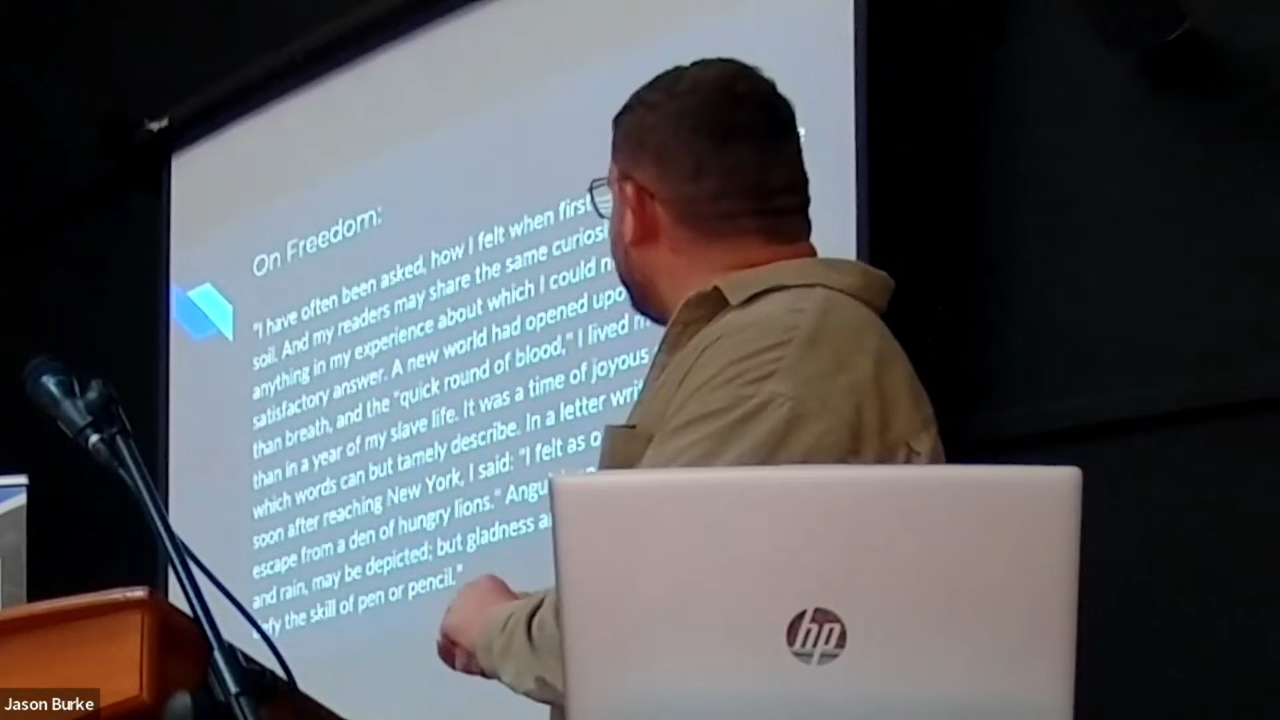 On Freedom:
"I have often been asked, how I felt when first
soil. And my readers may share the same curiosi
anything in my experience about which I could n
satisfactory answer. A new world had opened upo
than breath, and the "quick round of blood," I lived m
than in a year of my slave life. It was a time of joyous
which words can but tamely describe. In a letter wri
soon after reaching New York, I said: "I felt as o
escape from a den of hungry lions." Angu
and rain, may be depicted; but gladness a
the skill of pen or pencil."
hp
Jason Burke